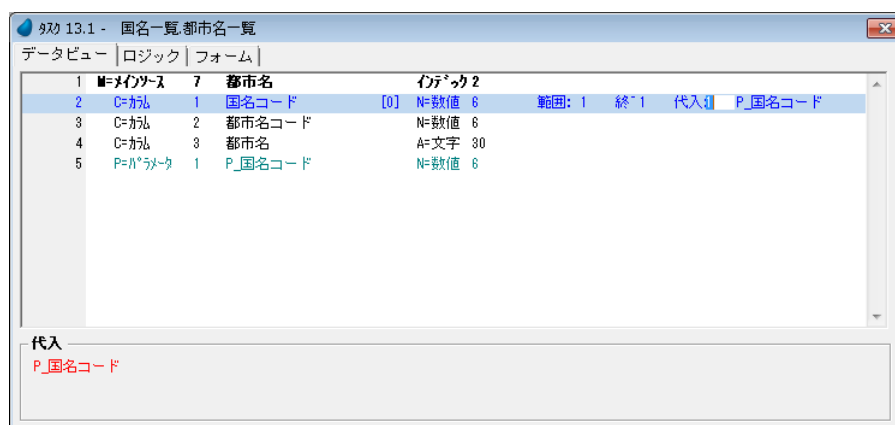 ﾀｽｸ 13.1 - 国名一覧.都市名一覧
データビュー ロジック フォーム
1 M=ﾒｲﾝｿｰｽ 7 都市名 ｲﾝﾃﾞｯｸ 2
2 C=ｶﾗﾑ 1 国名コード [0] N=数値 6 範囲: 1 終了 1 代入: 1 P_国名コード
3 C=ｶﾗﾑ 2 都市名コード N=数値 6
4 C=ｶﾗﾑ 3 都市名 A=文字 30
5 P=ﾊﾟﾗﾒｰﾀ 1 P_国名コード N=数値 6
代入
P_国名コード